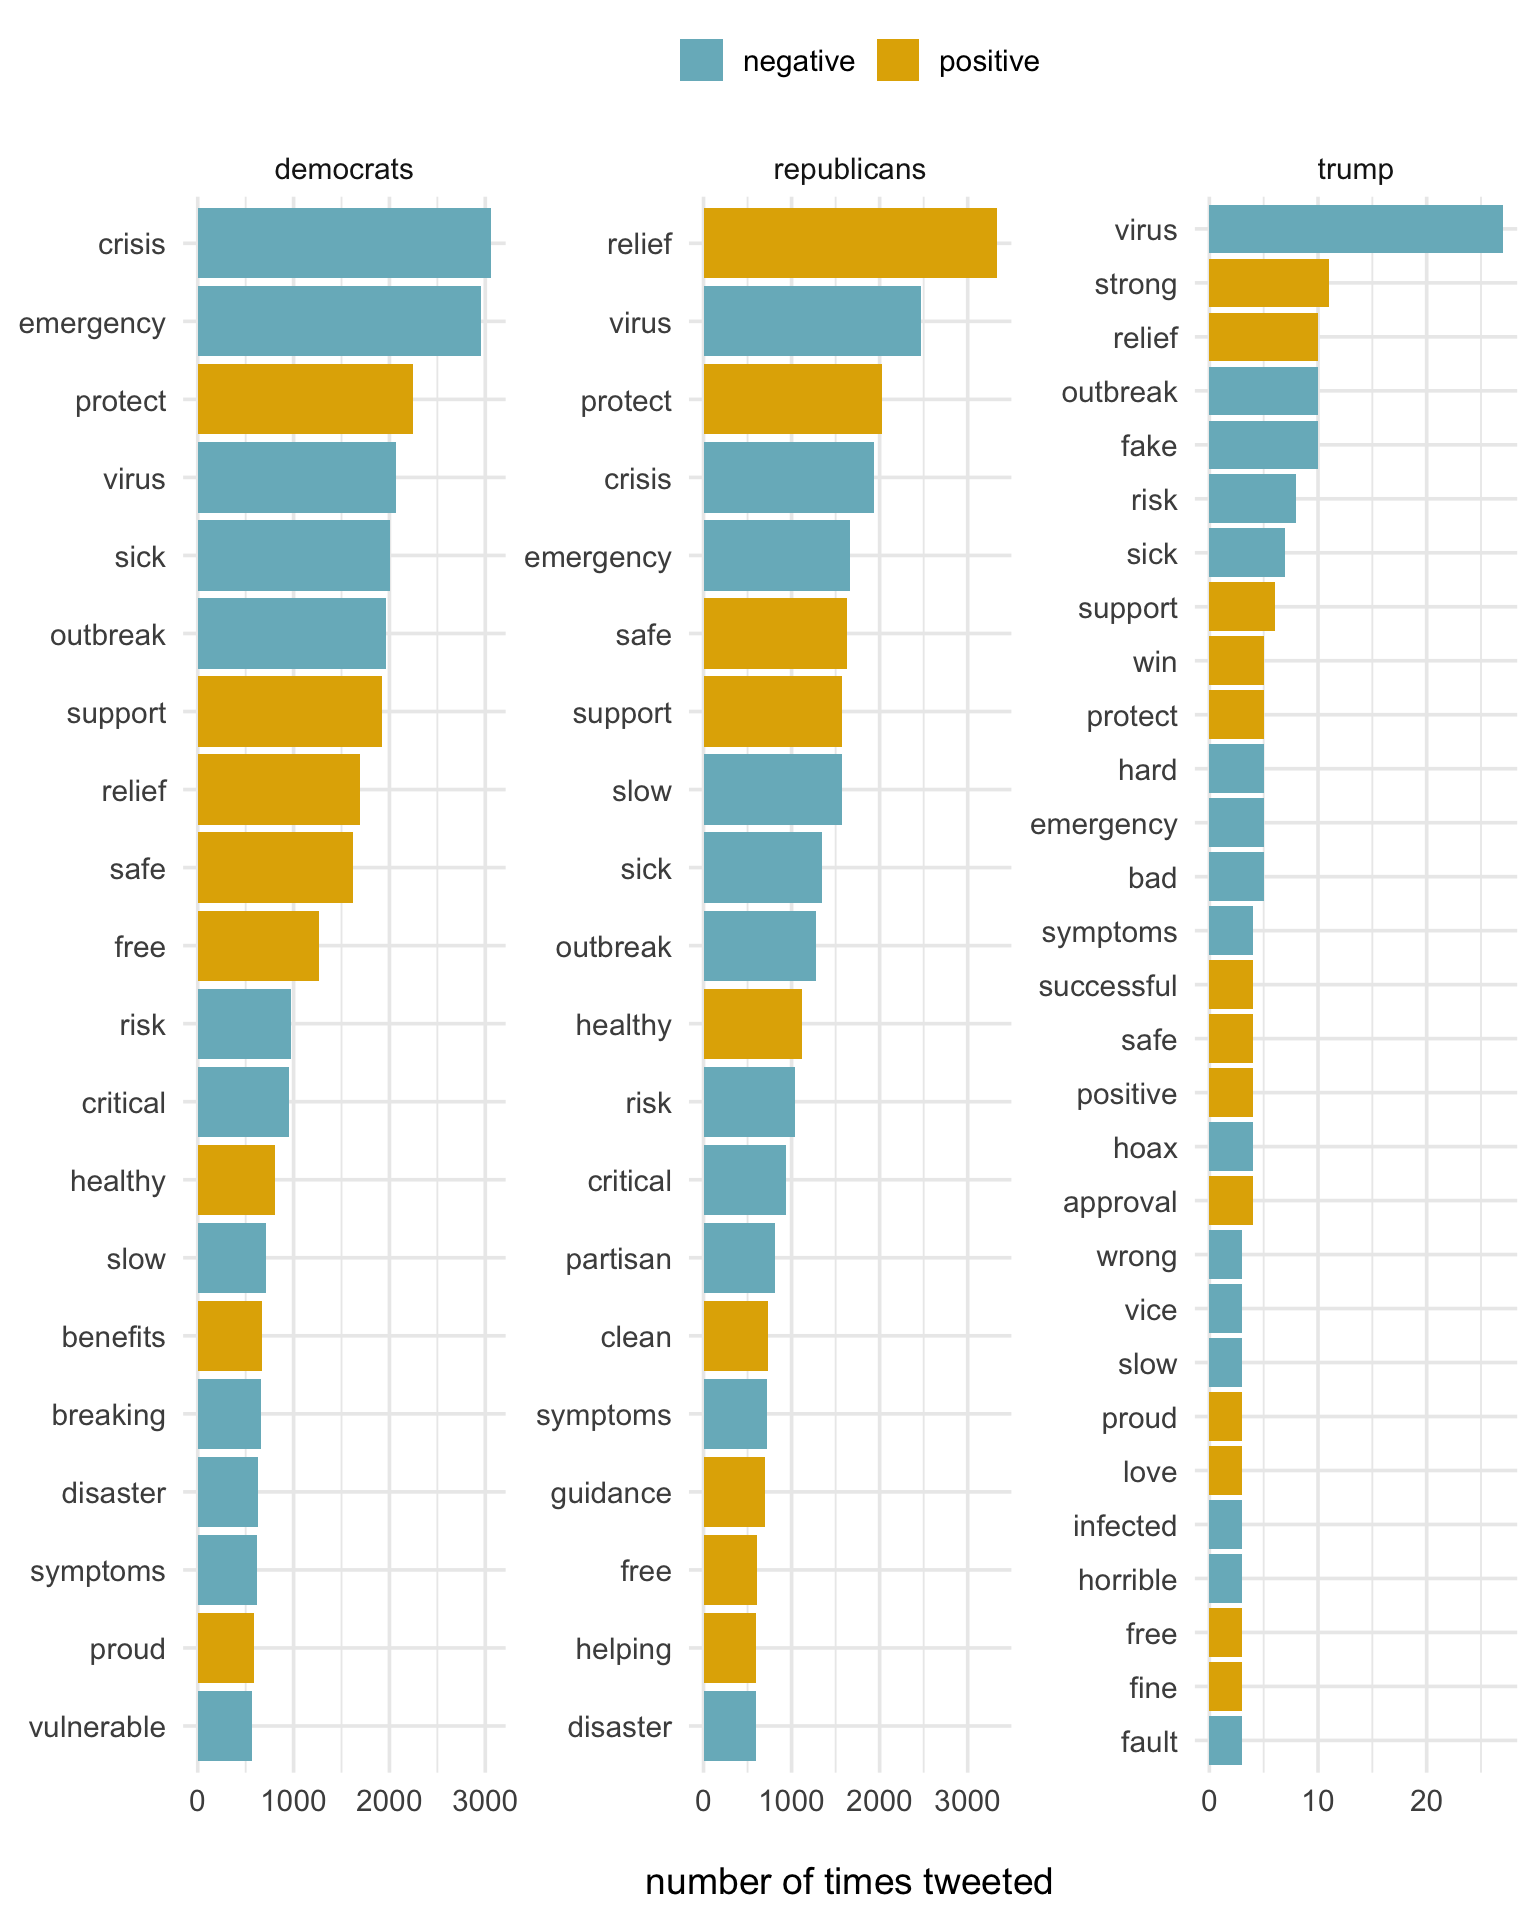 negative positive
democrats
crisis
emergency
protect
virus
sick
outbreak
support
relief
safe
free
risk
critical
healthy
slow
benefits
breaking
disaster
symptoms
proud
vulnerable
0 1000 2000 3000
republicans
relief
virus
protect
crisis
emergency
safe
support
slow
sick
outbreak
healthy
risk
critical
partisan
clean
symptoms
guidance
free
helping
disaster
0 1000 2000 3000
trump
virus
strong
relief
outbreak
fake
risk
sick
support
win
protect
hard
emergency
bad
symptoms
successful
safe
positive
hoax
approval
wrong
vice
slow
proud
love
infected
horrible
free
fine
fault
0 10 20
number of times tweeted